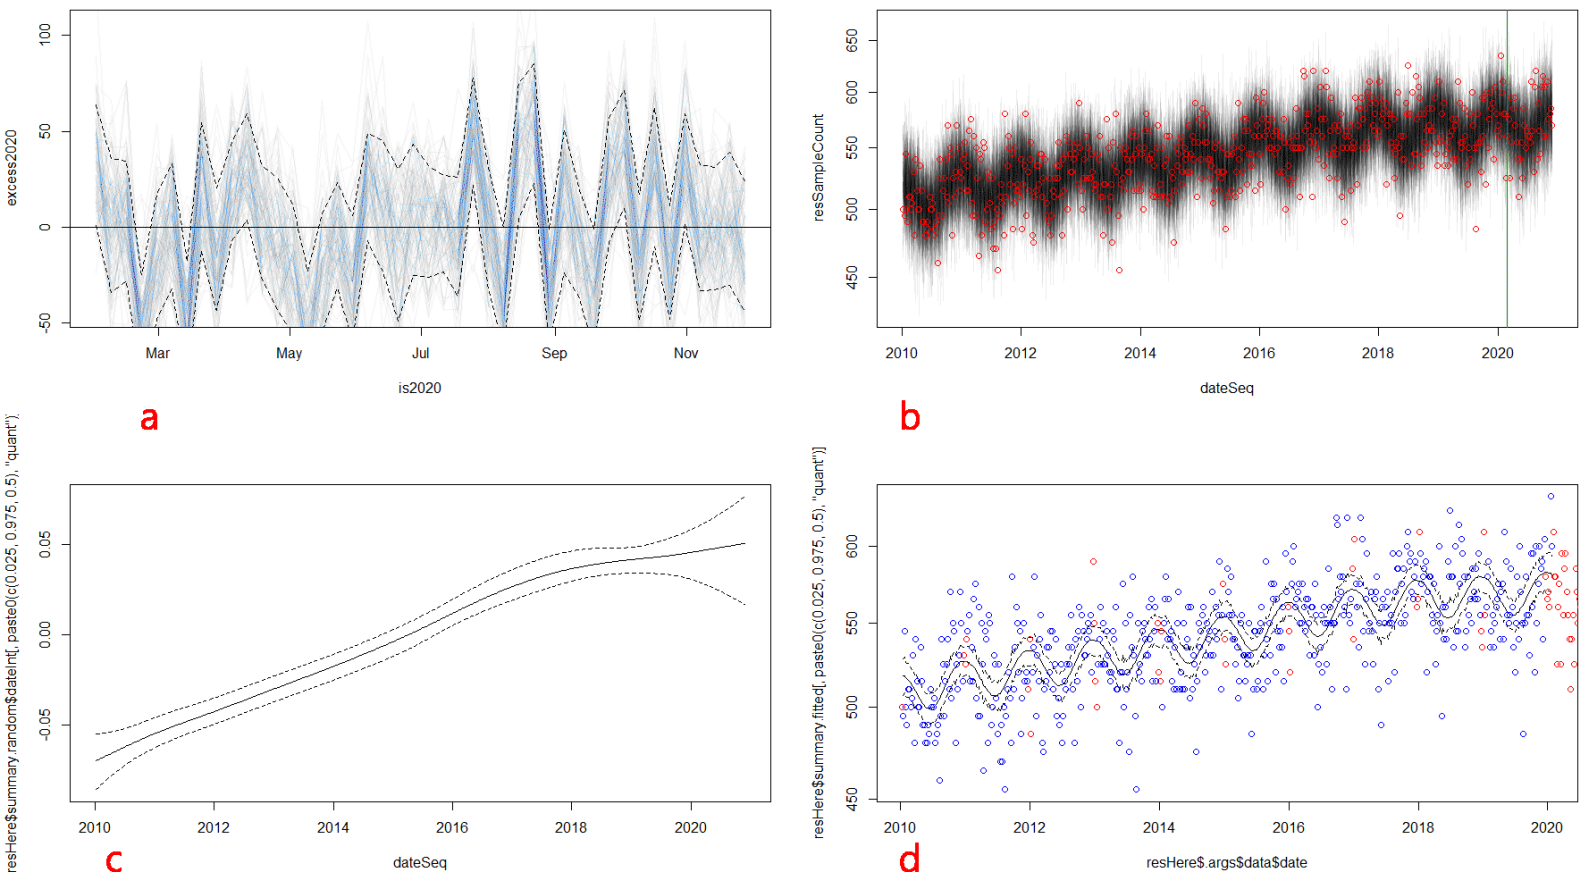 excess2020
100
50
0
-50
Mar
May
Jul
Sep
Nov
is2020
a
resSampleCount
650
600
550
500
450
2010
2012
2014
2016
2018
2020
dateSeq
b
resHere$summary.random$dateInt[, paste0(c(0.025, 0.975, 0.5), "quant")]
0.05
0.00
-0.05
2010
2012
2014
2016
2018
2020
dateSeq
c
resHere$summary.fitted[, paste0(c(0.025, 0.975, 0.5), "quant")]
600
550
500
450
2010
2012
2014
2016
2018
2020
resHere$.args$data$date
d